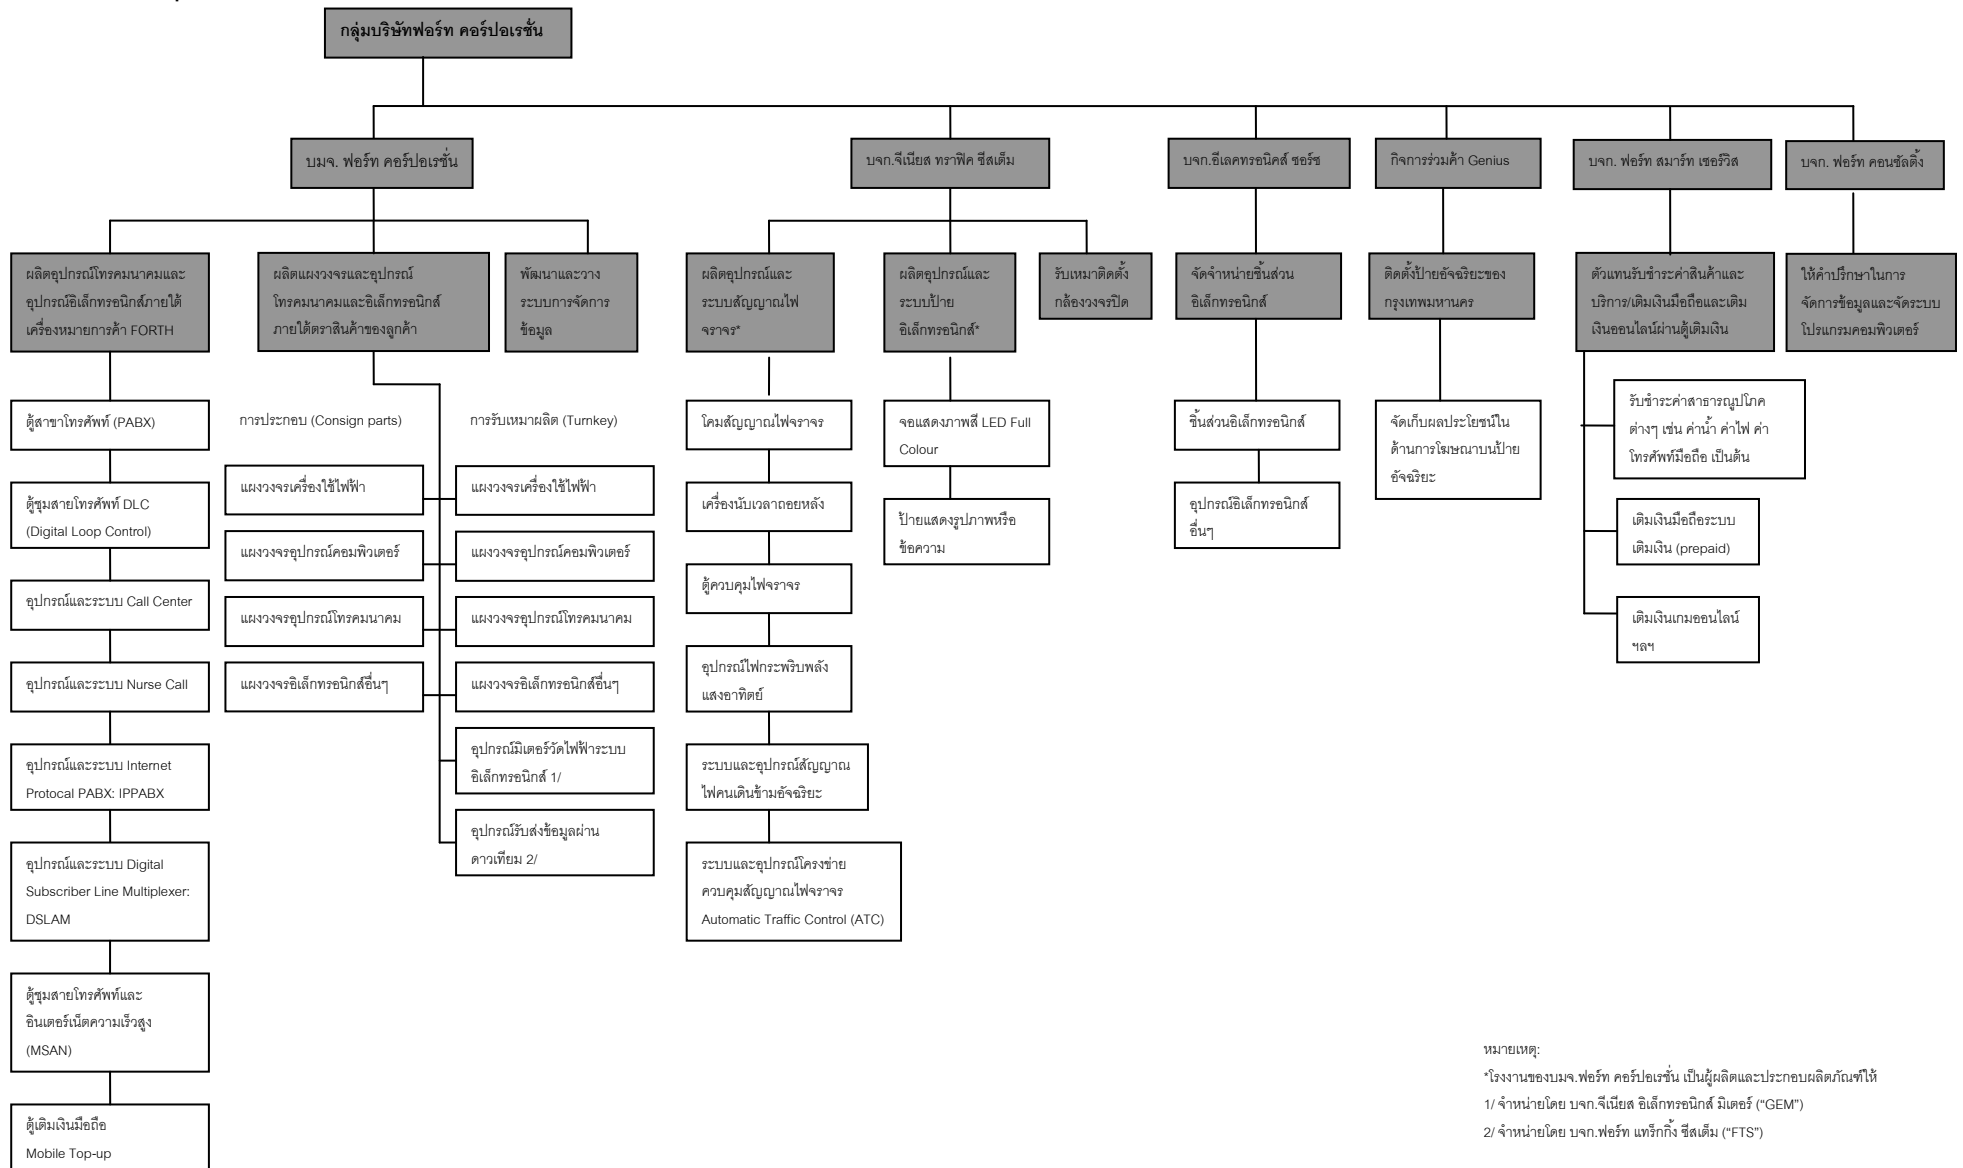 กลุ่มบริษัทฟอร์ท คอร์ปอเรชั่น
บมจ. ฟอร์ท คอร์ปอเรชั่น
บจก.จีเนียส ทราฟิค ซีสเต็ม
บจก.อีเลคทรอนิคส์ ซอร์ซ
กิจการร่วมค้า Genius
บจก. ฟอร์ท สมาร์ท เซอร์วิส
บจก. ฟอร์ท คอนซัลติ้ง
ผลิตอุปกรณ์โทรคมนาคมและ
อุปกรณ์อิเล็กทรอนิกส์ภายใต้
เครื่องหมายการค้า FORTH
ผลิตแผงวงจรและอุปกรณ์
โทรคมนาคมและอิเล็กทรอนิกส์
ภายใต้ตราสินค้าของลูกค้า
พัฒนาและวาง
ระบบการจัดการ
ข้อมูล
ผลิตอุปกรณ์และ
ระบบสัญญาณไฟ
จราจร*
ผลิตอุปกรณ์และ
ระบบป้าย
อิเล็กทรอนิกส์*
รับเหมาติดตั้ง
กล้องวงจรปิด
จัดจำหน่ายชิ้นส่วน
อิเล็กทรอนิกส์
ติดตั้งป้ายอัจฉริยะของ
กรุงเทพมหานคร
ตัวแทนรับชำระค่าสินค้าและ
บริการ/เติมเงินมือถือและเติม
เงินออนไลน์ผ่านตู้เติมเงิน
ให้คำปรึกษาในการ
จัดการข้อมูลและจัดระบบ
โปรแกรมคอมพิวเตอร์
ตู้สาขาโทรศัพท์ (PABX)
ตู้ชุมสายโทรศัพท์ DLC
(Digital Loop Control)
อุปกรณ์และระบบ Call Center
อุปกรณ์และระบบ Nurse Call
อุปกรณ์และระบบ Internet
Protocal PABX: IPPABX
อุปกรณ์และระบบ Digital
Subscriber Line Multiplexer:
DSLAM
ตู้ชุมสายโทรศัพท์และ
อินเตอร์เน็ตความเร็วสูง
(MSAN)
ตู้เติมเงินมือถือ
Mobile Top-up
การประกอบ (Consign parts)
แผงวงจรเครื่องใช้ไฟฟ้า
แผงวงจรอุปกรณ์คอมพิวเตอร์
แผงวงจรอุปกรณ์โทรคมนาคม
แผงวงจรอิเล็กทรอนิกส์อื่นๆ
การรับเหมาผลิต (Turnkey)
แผงวงจรเครื่องใช้ไฟฟ้า
แผงวงจรอุปกรณ์คอมพิวเตอร์
แผงวงจรอุปกรณ์โทรคมนาคม
แผงวงจรอิเล็กทรอนิกส์อื่นๆ
อุปกรณ์มิเตอร์วัดไฟฟ้าระบบ
อิเล็กทรอนิกส์ 1/
อุปกรณ์รับส่งข้อมูลผ่าน
ดาวเทียม 2/
โคมสัญญาณไฟจราจร
เครื่องนับเวลาถอยหลัง
ตู้ควบคุมไฟจราจร
อุปกรณ์ไฟกระพริบพลัง
แสงอาทิตย์
ระบบและอุปกรณ์สัญญาณ
ไฟคนเดินข้ามอัจฉริยะ
ระบบและอุปกรณ์โครงข่าย
ควบคุมสัญญาณไฟจราจร
Automatic Traffic Control (ATC)
จอแสดงภาพสี LED Full
Colour
ป้ายแสดงรูปภาพหรือ
ข้อความ
ชิ้นส่วนอิเล็กทรอนิกส์
อุปกรณ์อิเล็กทรอนิกส์
อื่นๆ
จัดเก็บผลประโยชน์ใน
ด้านการโฆษณาบนป้าย
อัจฉริยะ
รับชำระค่าสาธารณูปโภค
ต่างๆ เช่น ค่าน้ำ ค่าไฟ ค่า
โทรศัพท์มือถือ เป็นต้น
เติมเงินมือถือระบบ
เติมเงิน (prepaid)
เติมเงินเกมออนไลน์
ฯลฯ
หมายเหตุ:
*โรงงานของบมจ.ฟอร์ท คอร์ปอเรชั่น เป็นผู้ผลิตและประกอบผลิตภัณฑ์ให้
1/ จำหน่ายโดย บจก.จีเนียส อิเล็กทรอนิกส์ มิเตอร์ (“GEM”)
2/ จำหน่ายโดย บจก.ฟอร์ท แทร็กกิ้ง ซีสเต็ม (“FTS”)